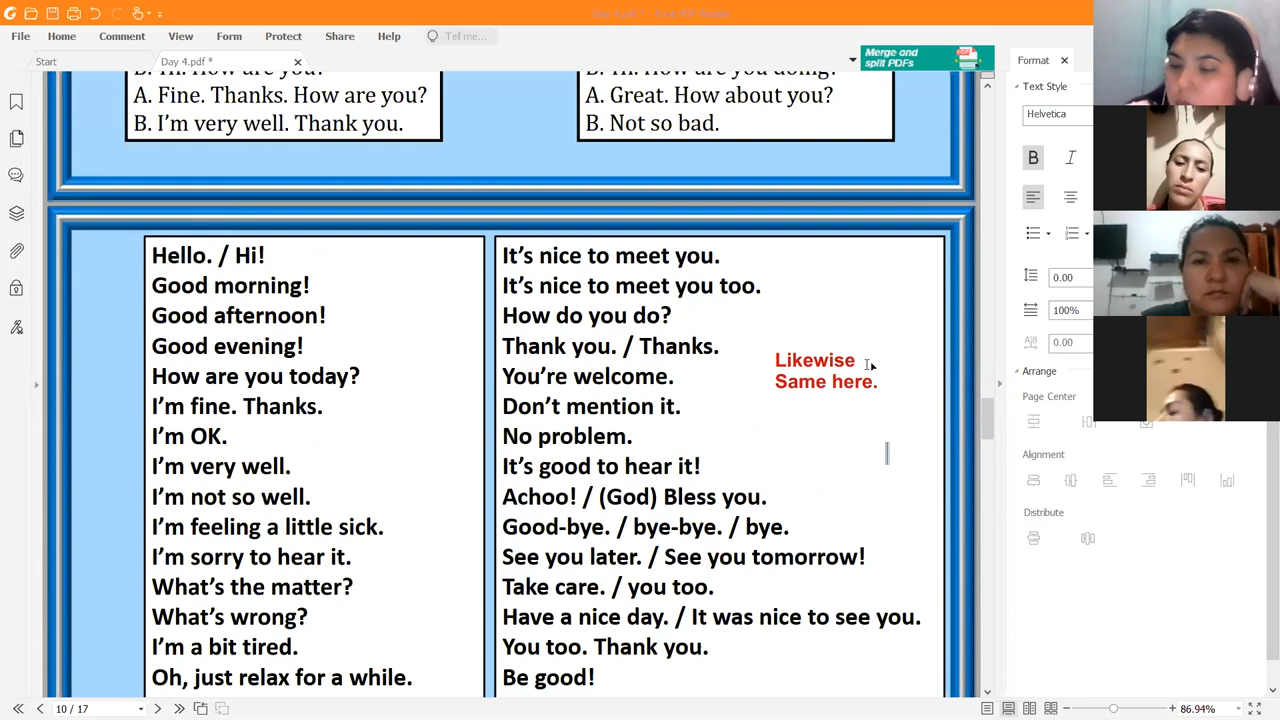 File Home Comment View Form Protect Share Help Tell me...
Start Day 4.pdf *
Merge and
split PDFs
Format
Text Style
Helvetica
B I
0.00
100%
0.00
Arrange
Page Center
Alignment
Distribute
A. Fine. Thanks. How are you?
B. I'm very well. Thank you.
A. Great. How about you?
B. Not so bad.
Hello. / Hi!
Good morning!
Good afternoon!
Good evening!
How are you today?
I'm fine. Thanks.
I'm OK.
I'm very well.
I'm not so well.
I'm feeling a little sick.
I'm sorry to hear it.
What's the matter?
What's wrong?
I'm a bit tired.
Oh, just relax for a while.
It's nice to meet you.
It's nice to meet you too.
How do you do?
Thank you. / Thanks.
You're welcome.
Don't mention it.
No problem.
It's good to hear it!
Achoo! / (God) Bless you.
Good-bye. / bye-bye. / bye.
See you later. / See you tomorrow!
Take care. / you too.
Have a nice day. / It was nice to see you.
You too. Thank you.
Be good!
Likewise
Same here.
10 / 17
86.94%